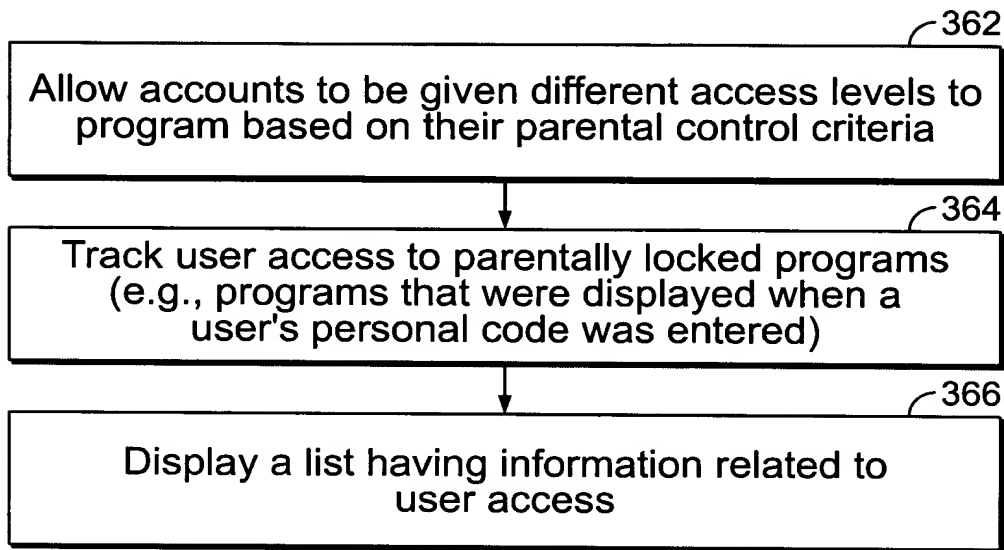 362
Allow accounts to be given different access levels to
program based on their parental control criteria
364
Track user access to parentally locked programs
(e.g., programs that were displayed when a
user's personal code was entered)
366
Display a list having information related to
user access